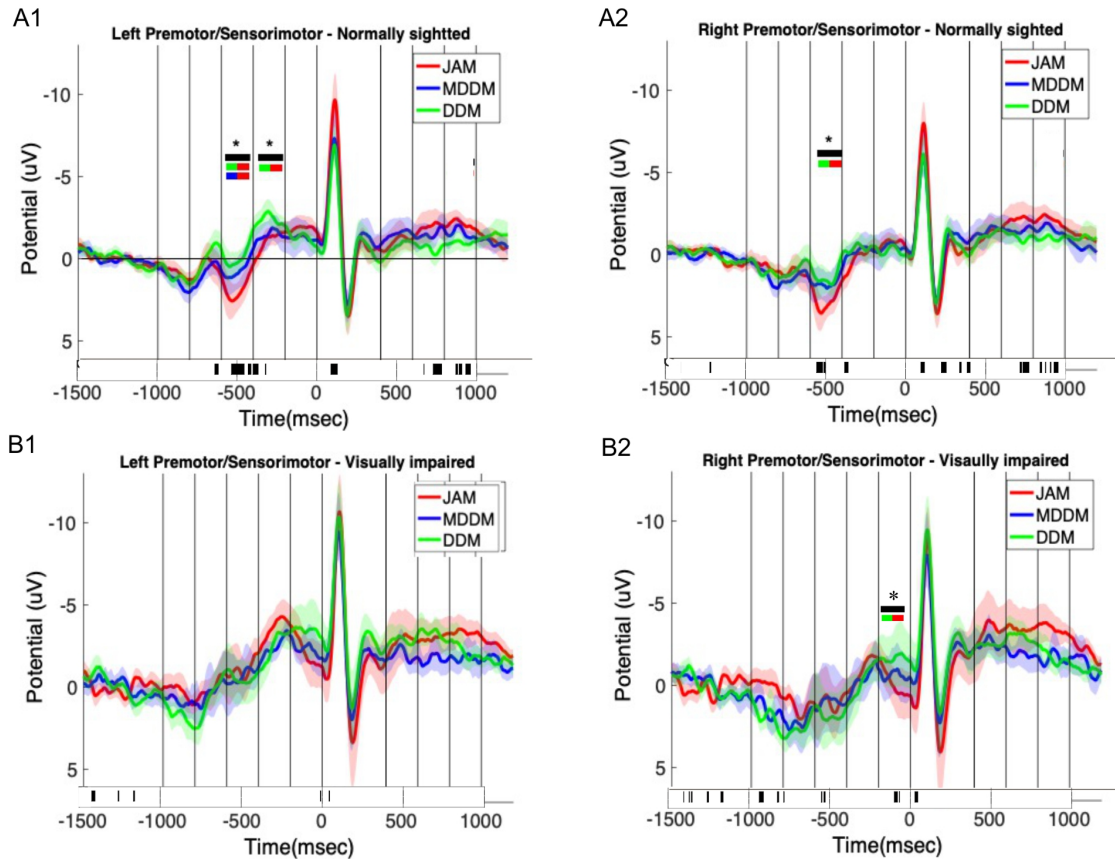 A1
Left Premotor/Sensorimotor - Normally sightted
JAM
MDDM
DDM
-10
-5
0
5
Potential (uV)
*
*
-1500
-1000
-500
0
500
1000
Time(msec)
A2
Right Premotor/Sensorimotor - Normally sighted
JAM
MDDM
DDM
-10
-5
0
5
Potential (uV)
*
-1500
-1000
-500
0
500
1000
Time(msec)
B1
Left Premotor/Sensorimotor - Visually impaired
JAM
MDDM
DDM
-10
-5
0
5
Potential (uV)
-1500
-1000
-500
0
500
1000
Time(msec)
B2
Right Premotor/Sensorimotor - Visaully impaired
JAM
MDDM
DDM
-10
-5
0
5
Potential (uV)
*
-1500
-1000
-500
0
500
1000
Time(msec)